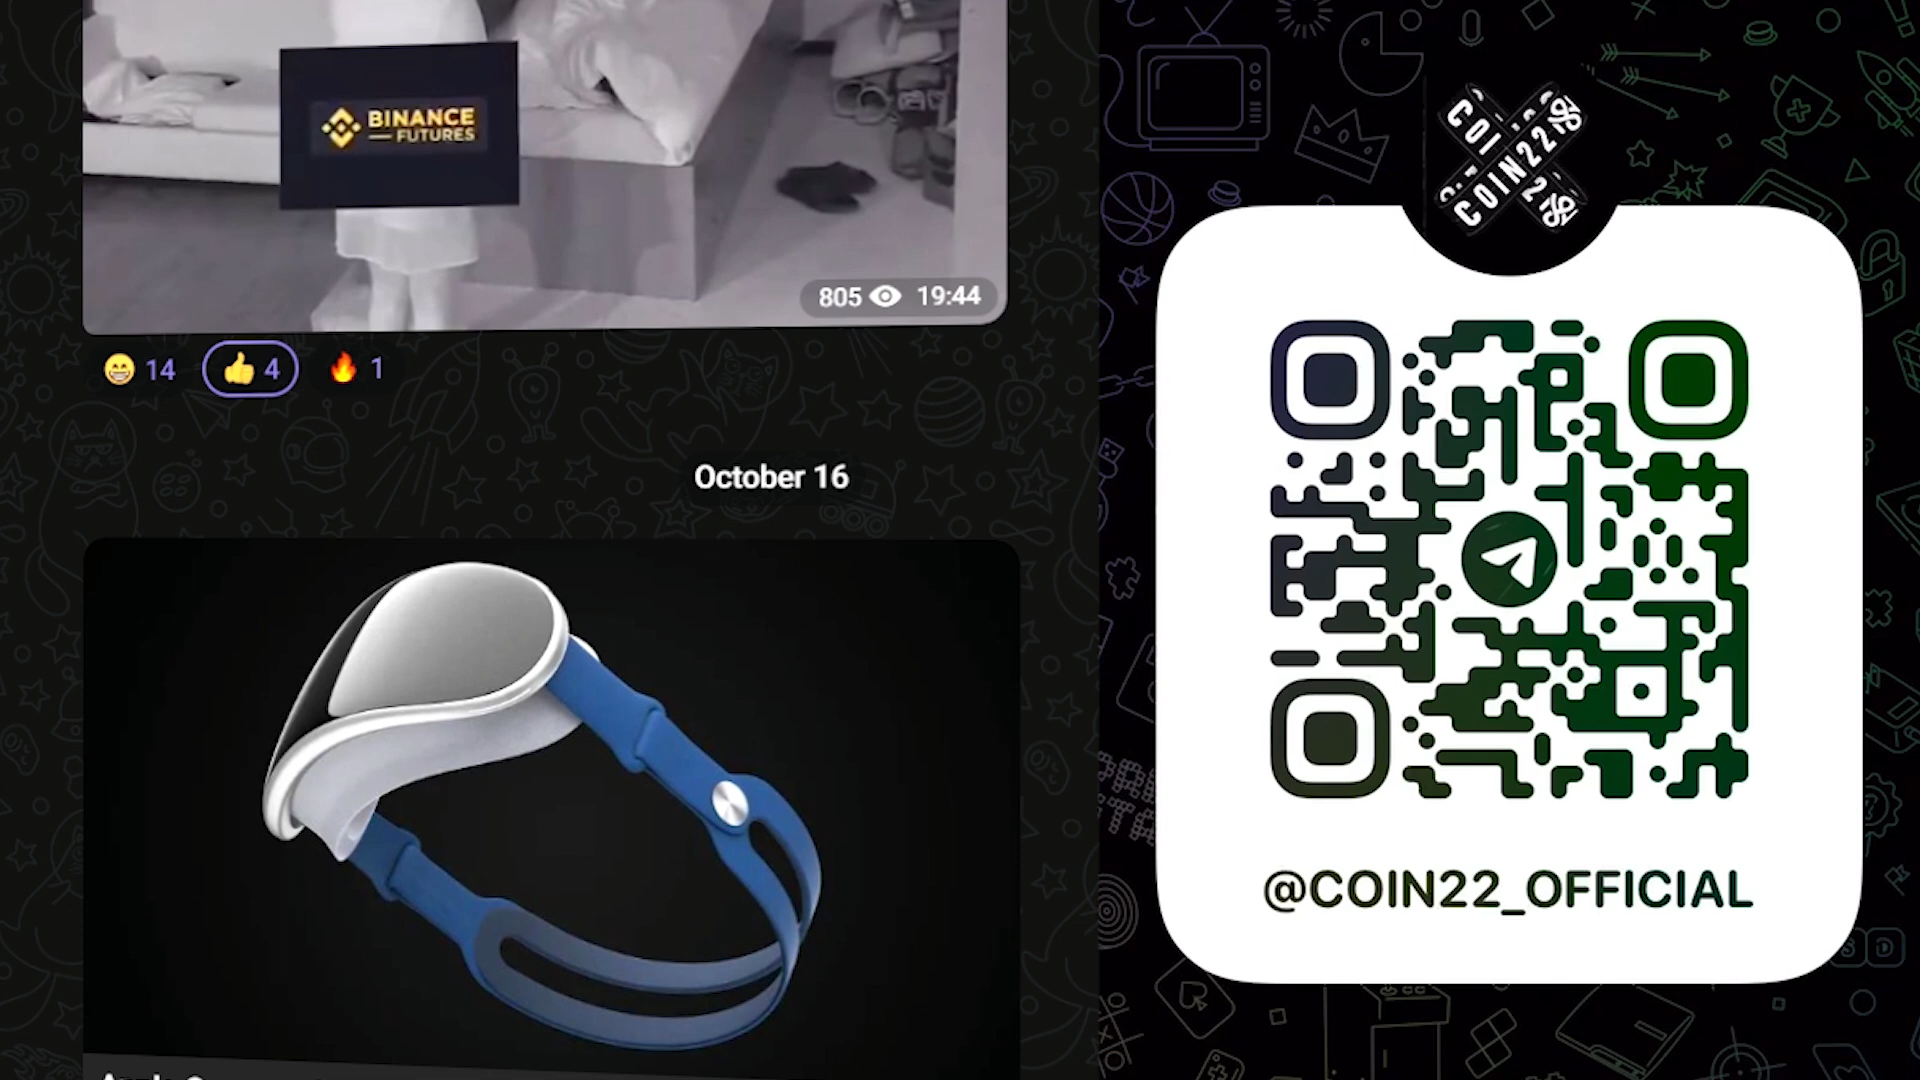 BINANCE
FUTURES
805 19:44
14 4 1
October 16
COIN22
@COIN22_OFFICIAL